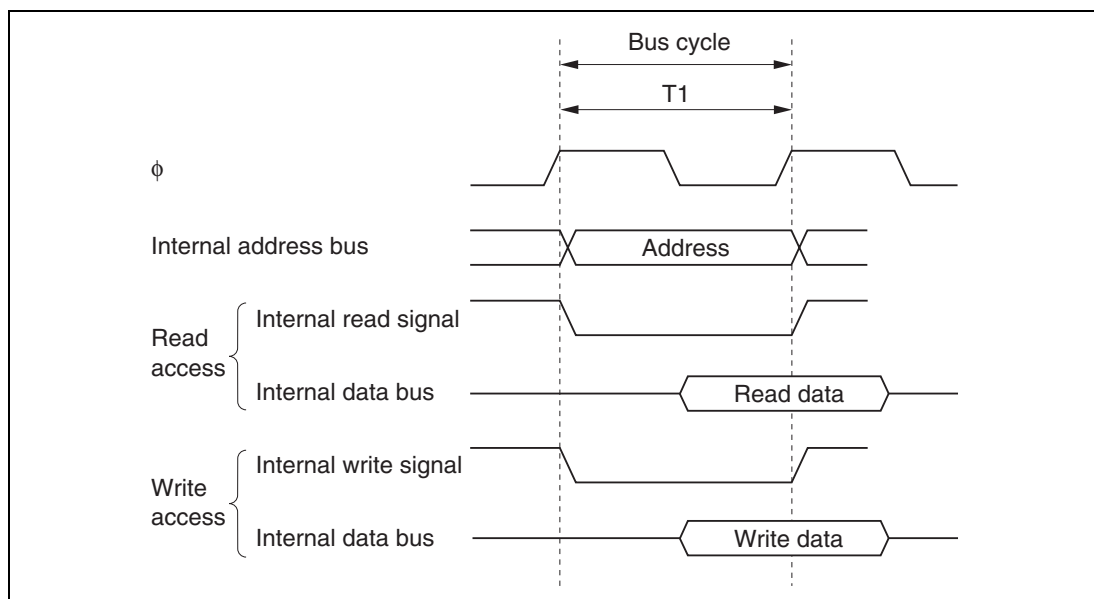 Bus cycle
T1
ϕ
Internal address bus
Address
Read
access
Internal read signal
Internal data bus
Read data
Write
access
Internal write signal
Internal data bus
Write data